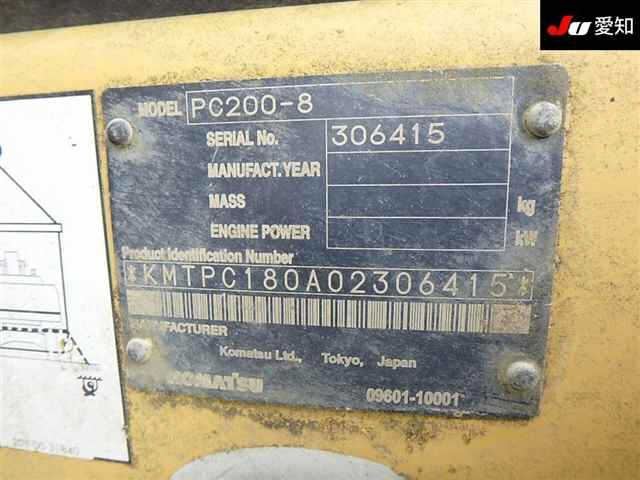 Ju 愛知
MODEL PC200-8
SERIAL No. 306415
MANUFACT.YEAR
MASS kg
ENGINE POWER kW
Product Identification Number
*KMTPC180A02306415*
MANUFACTURER
Komatsu Ltd., Tokyo, Japan
KOMATSU 09601-10001